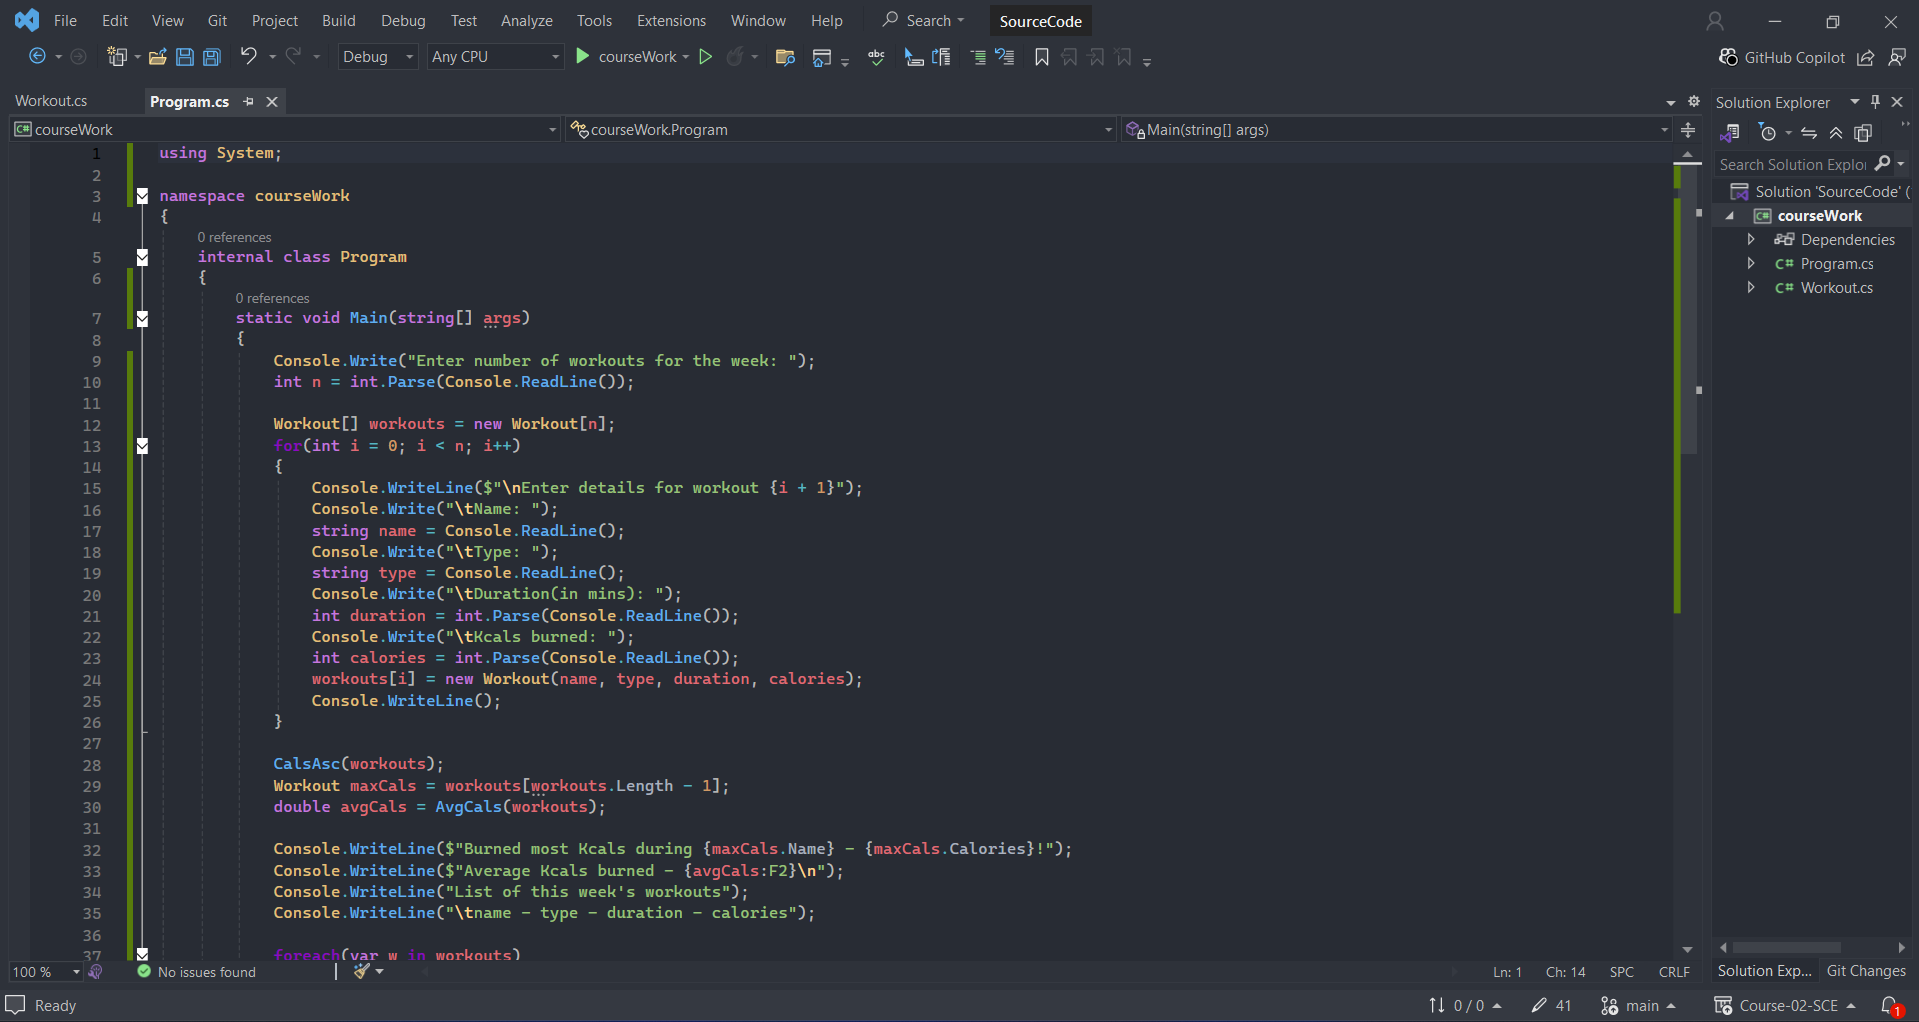 File Edit View Git Project Build Debug Test Analyze Tools Extensions Window Help Search SourceCode
Debug Any CPU courseWork GitHub Copilot
Workout.cs Program.cs
courseWork courseWork.Program Main(string[] args)
1 using System;
2
3 namespace courseWork
4 {
0 references
5 internal class Program
6 {
0 references
7 static void Main(string[] args)
8 {
9 Console.Write("Enter number of workouts for the week: ");
10 int n = int.Parse(Console.ReadLine());
11
12 Workout[] workouts = new Workout[n];
13 for(int i = 0; i < n; i++)
14 {
15 Console.WriteLine($"\nEnter details for workout {i + 1}");
16 Console.Write("\tName: ");
17 string name = Console.ReadLine();
18 Console.Write("\tType: ");
19 string type = Console.ReadLine();
20 Console.Write("\tDuration(in mins): ");
21 int duration = int.Parse(Console.ReadLine());
22 Console.Write("\tKcals burned: ");
23 int calories = int.Parse(Console.ReadLine());
24 workouts[i] = new Workout(name, type, duration, calories);
25 Console.WriteLine();
26 }
27
28 CalsAsc(workouts);
29 Workout maxCals = workouts[workouts.Length - 1];
30 double avgCals = AvgCals(workouts);
31
32 Console.WriteLine($"Burned most Kcals during {maxCals.Name} - {maxCals.Calories}!");
33 Console.WriteLine($"Average Kcals burned - {avgCals:F2}\n");
34 Console.WriteLine("List of this week's workouts");
35 Console.WriteLine("\tname - type - duration - calories");
36
37 foreach(var w in workouts)
Solution Explorer
Search Solution Explo
Solution 'SourceCode' (
C# courseWork
Dependencies
C# Program.cs
C# Workout.cs
100 % No issues found Ln: 1 Ch: 14 SPC CRLF
Solution Exp... Git Changes
Ready 0 / 0 41 main Course-02-SCE 1